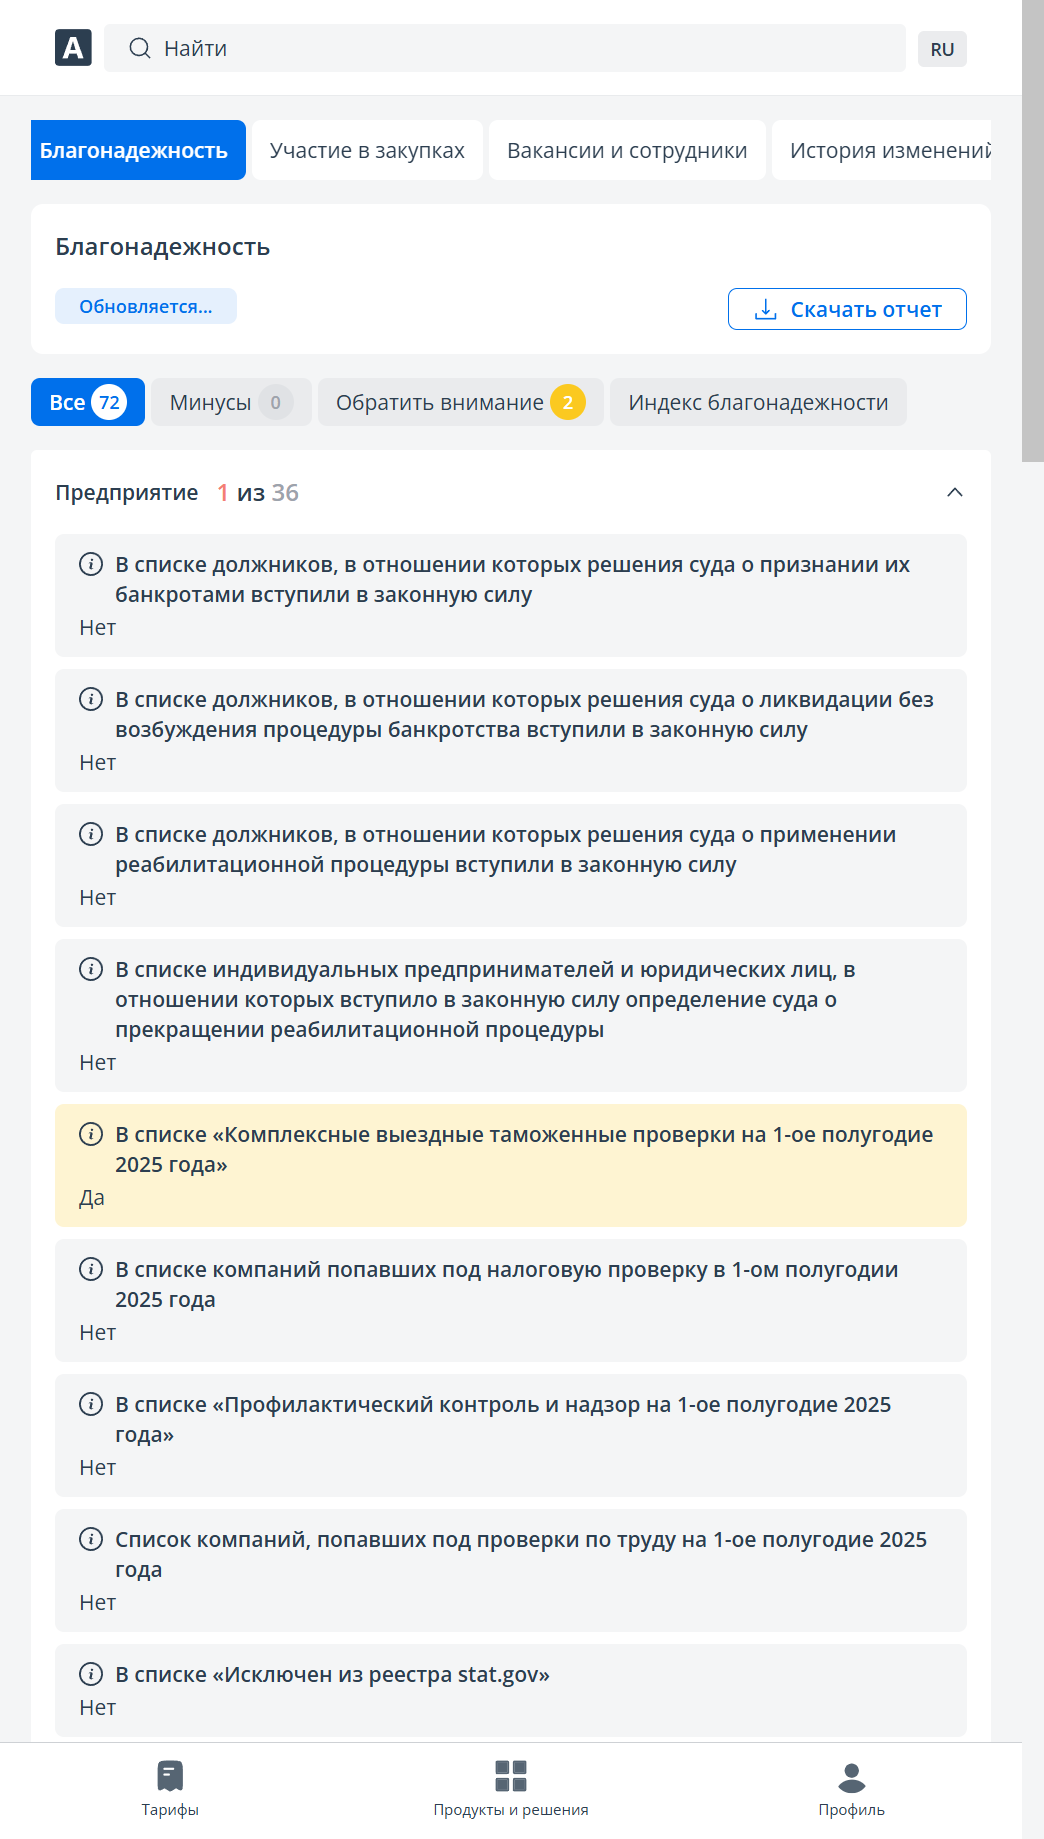 A
Найти
RU
Благонадежность
Участие в закупках
Вакансии и сотрудники
История изменений
Благонадежность
Обновляется...
Скачать отчет
Все 72
Минусы 0
Обратить внимание 2
Индекс благонадежности
Предприятие 1 из 36
В списке должников, в отношении которых решения суда о признании их
банкротами вступили в законную силу
Нет
В списке должников, в отношении которых решения суда о ликвидации без
возбуждения процедуры банкротства вступили в законную силу
Нет
В списке должников, в отношении которых решения суда о применении
реабилитационной процедуры вступили в законную силу
Нет
В списке индивидуальных предпринимателей и юридических лиц, в
отношении которых вступило в законную силу определение суда о
прекращении реабилитационной процедуры
Нет
В списке «Комплексные выездные таможенные проверки на 1-ое полугодие
2025 года»
Да
В списке компаний попавших под налоговую проверку в 1-ом полугодии
2025 года
Нет
В списке «Профилактический контроль и надзор на 1-ое полугодие 2025
года»
Нет
Список компаний, попавших под проверки по труду на 1-ое полугодие 2025
года
Нет
В списке «Исключен из реестра stat.gov»
Нет
Тарифы
Продукты и решения
Профиль